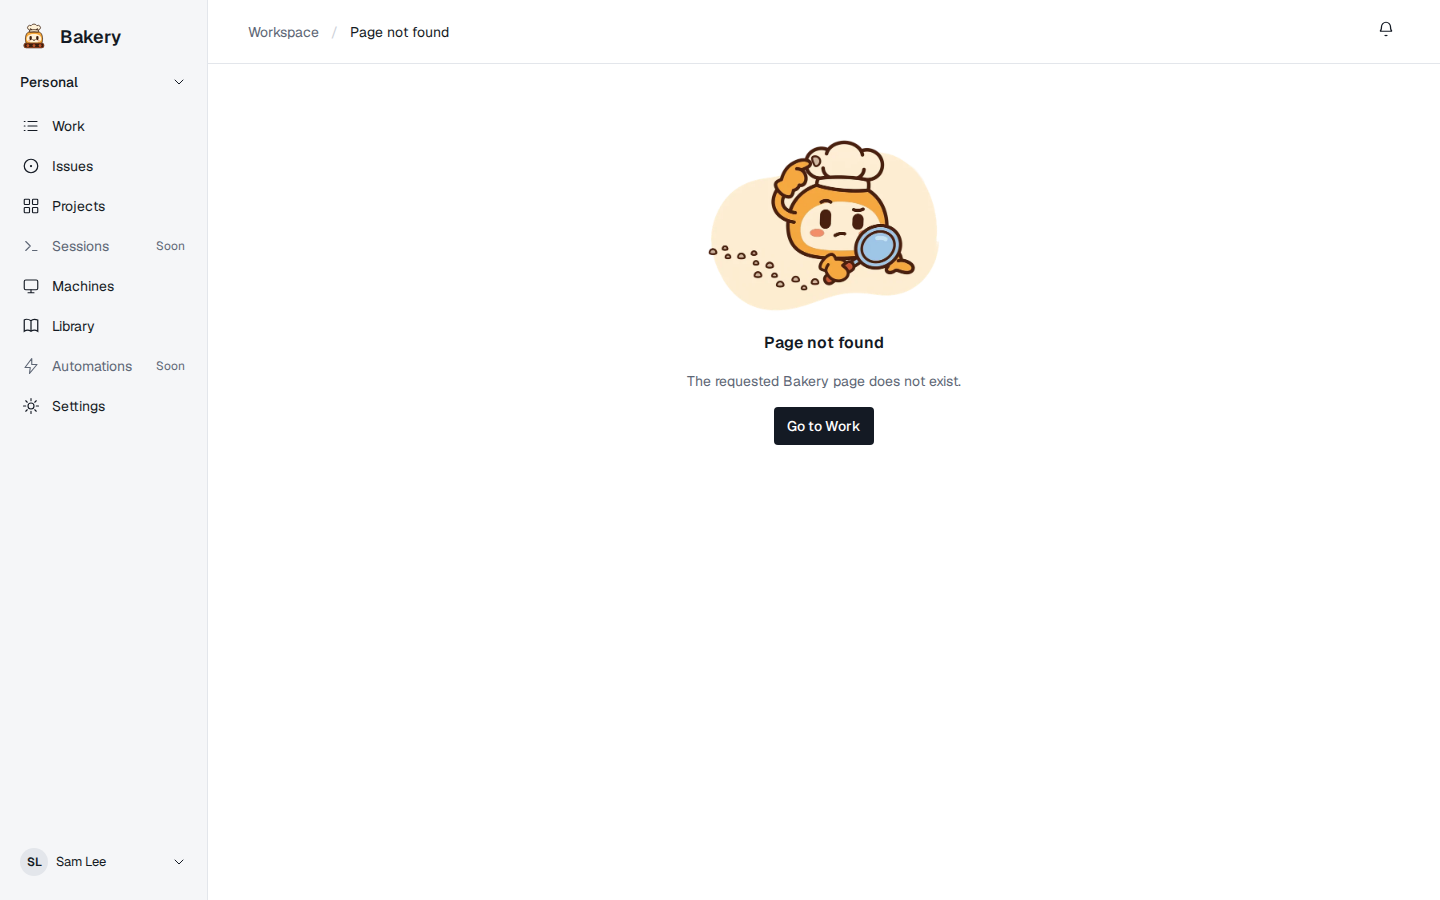 Bakery
Personal
Work
Issues
Projects
Sessions Soon
Machines
Library
Automations Soon
Settings
SL Sam Lee
Workspace / Page not found
Page not found
The requested Bakery page does not exist.
Go to Work